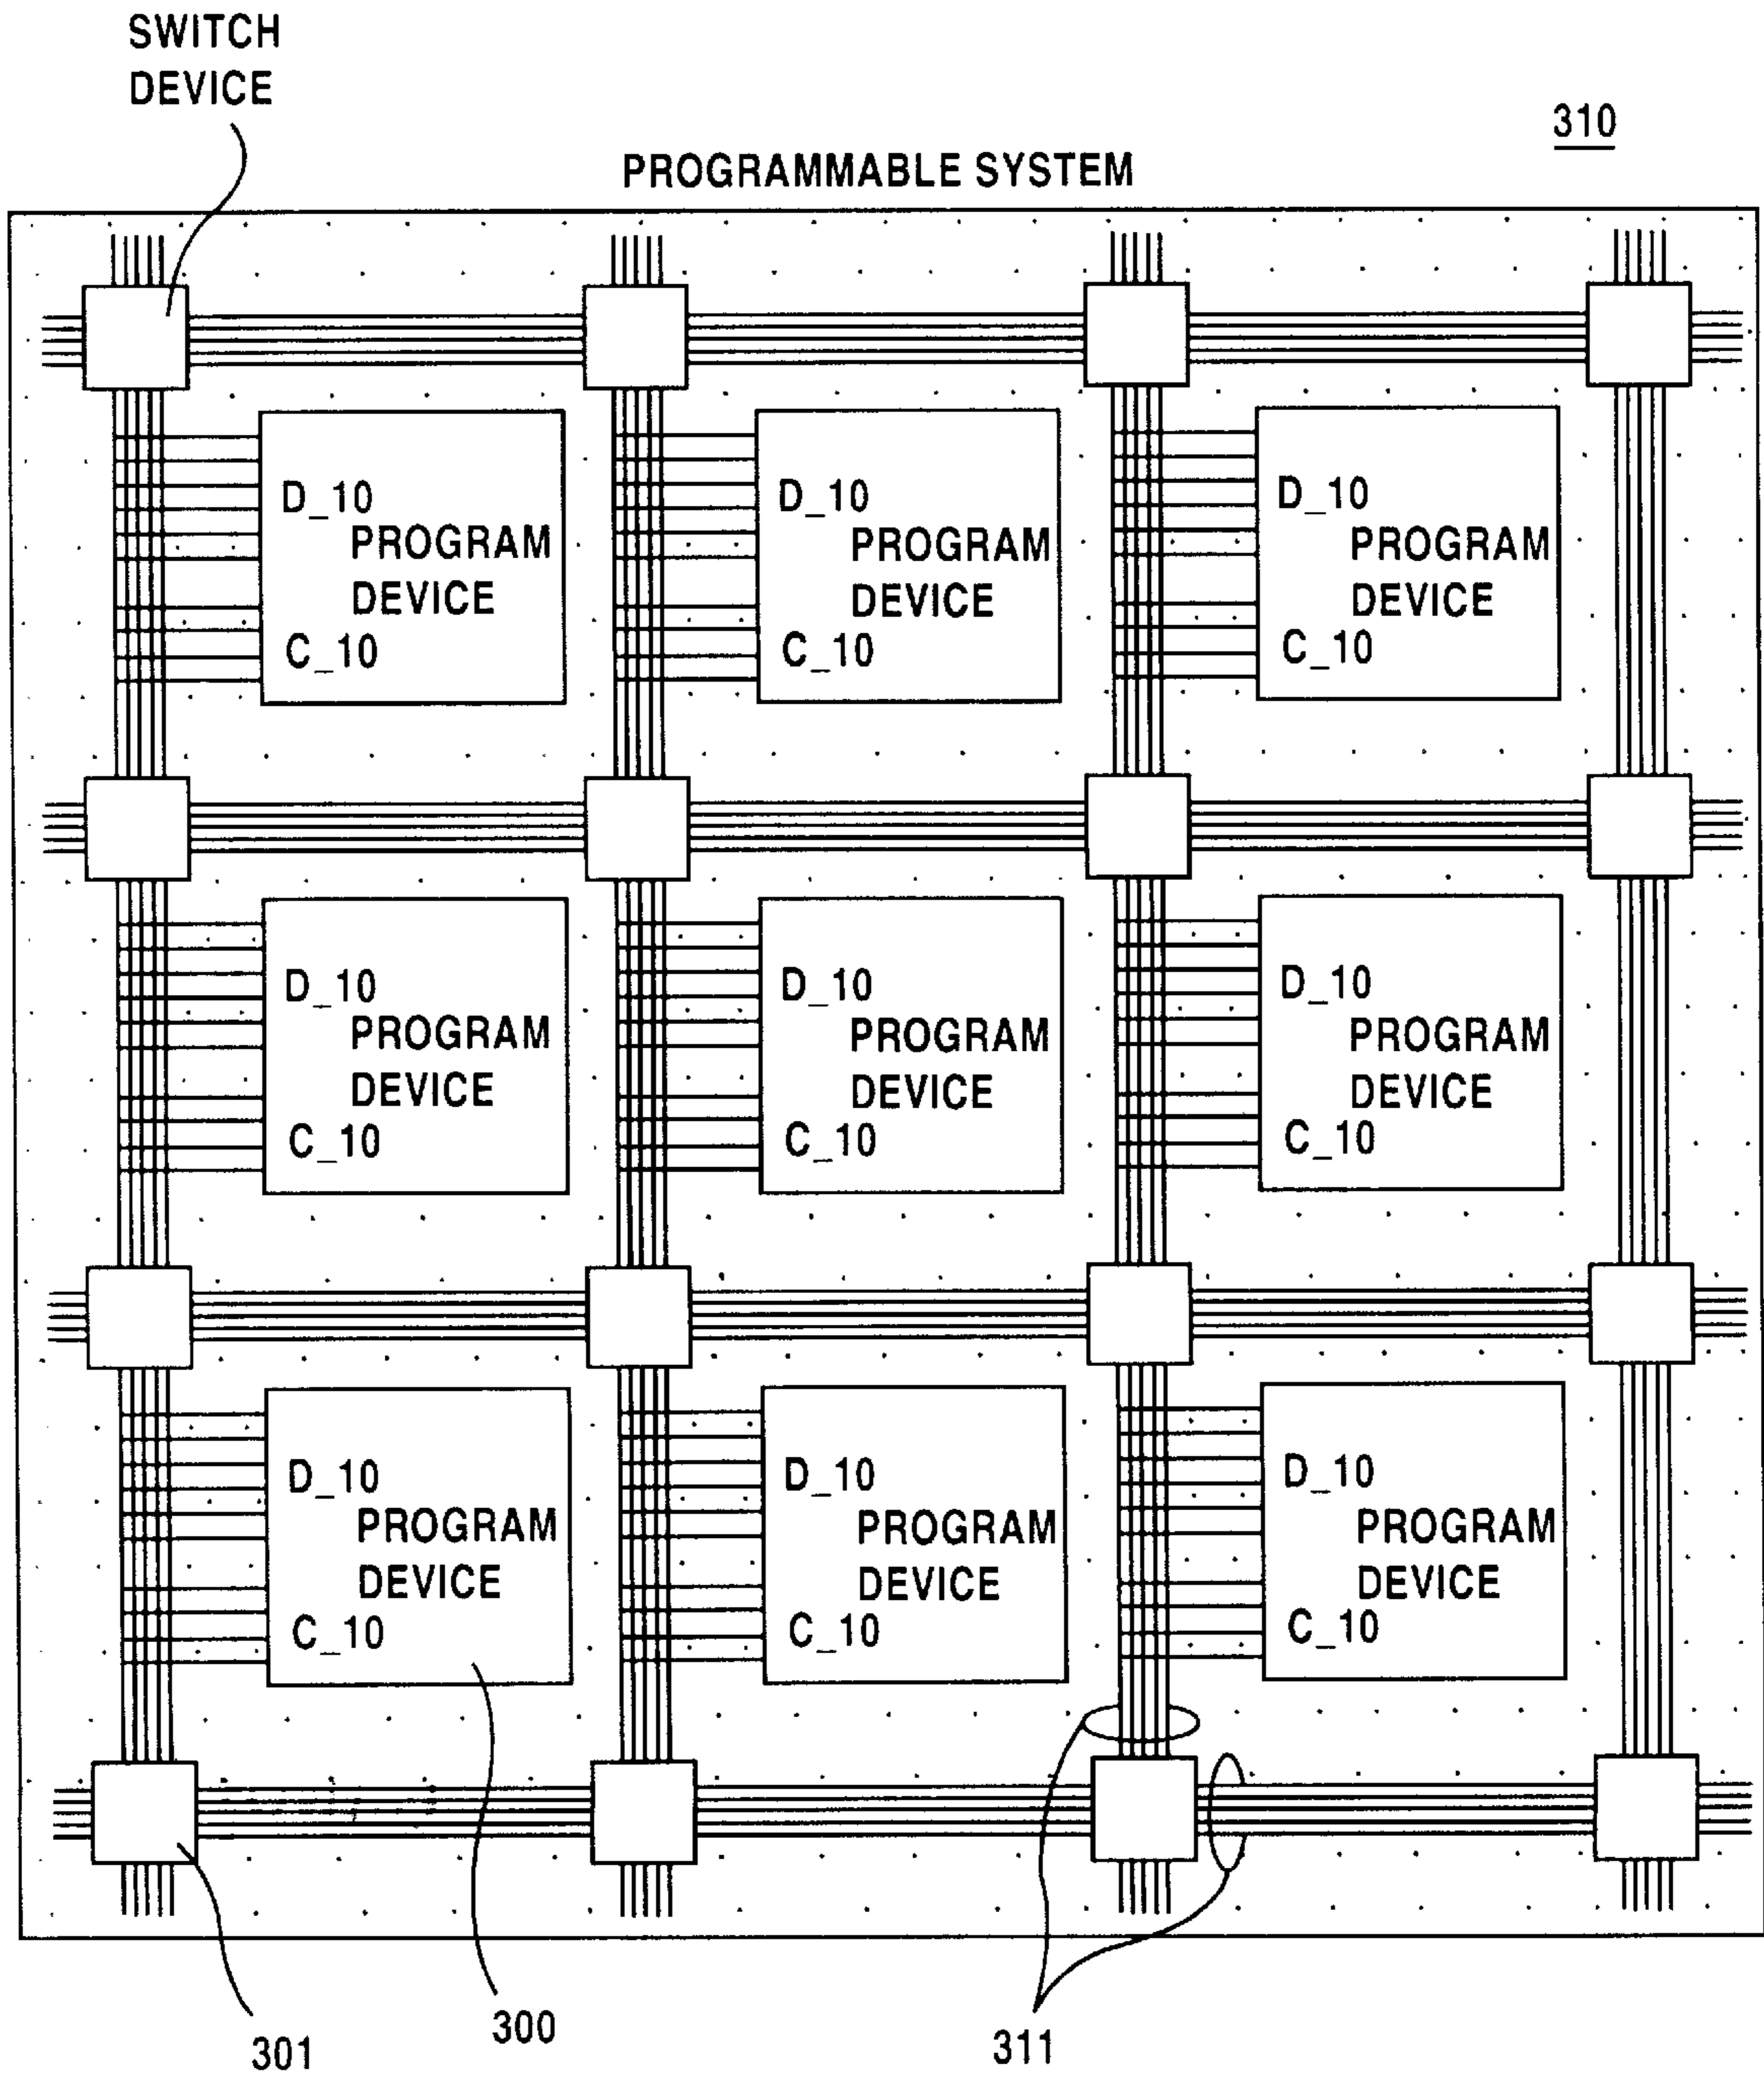 SWITCH
DEVICE
310
PROGRAMMABLE SYSTEM
D_10
PROGRAM
DEVICE
C_10
D_10
PROGRAM
DEVICE
C_10
D_10
PROGRAM
DEVICE
C_10
D_10
PROGRAM
DEVICE
C_10
D_10
PROGRAM
DEVICE
C_10
D_10
PROGRAM
DEVICE
C_10
D_10
PROGRAM
DEVICE
C_10
D_10
PROGRAM
DEVICE
C_10
D_10
PROGRAM
DEVICE
C_10
301
300
311